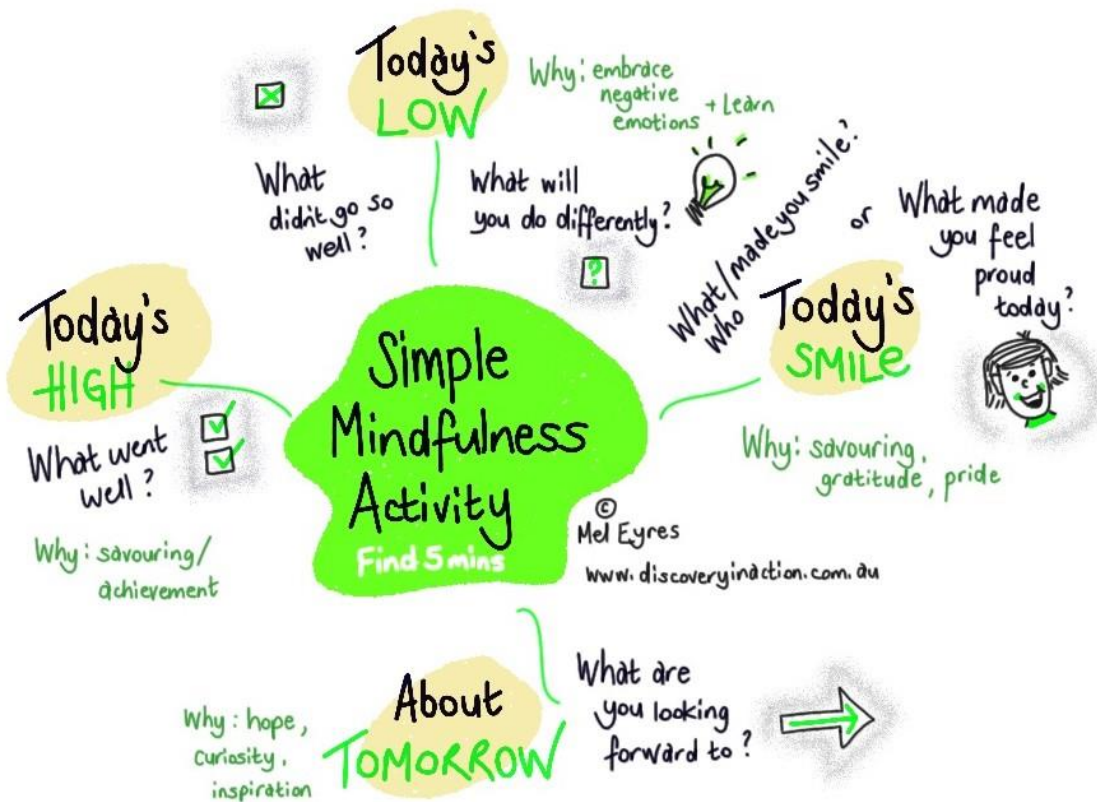 Today's
LOW
Why: embrace
negative
emotions + Learn
What
didn't go so
well?
What will
you do differently?
?
What/made you smile?
Who
or
What made
you feel
proud
today?
Today's
SMILe
Why: savouring,
gratitude, pride
Today's
HIGH
What went
well?
Why: savouring/
achievement
Simple
Mindfulness
Activity
Find 5 mins
©
Mel Eyres
www.discoveryinaction.com.au
About
TOMORROW
Why: hope,
curiosity,
inspiration
What are
you looking
forward to?